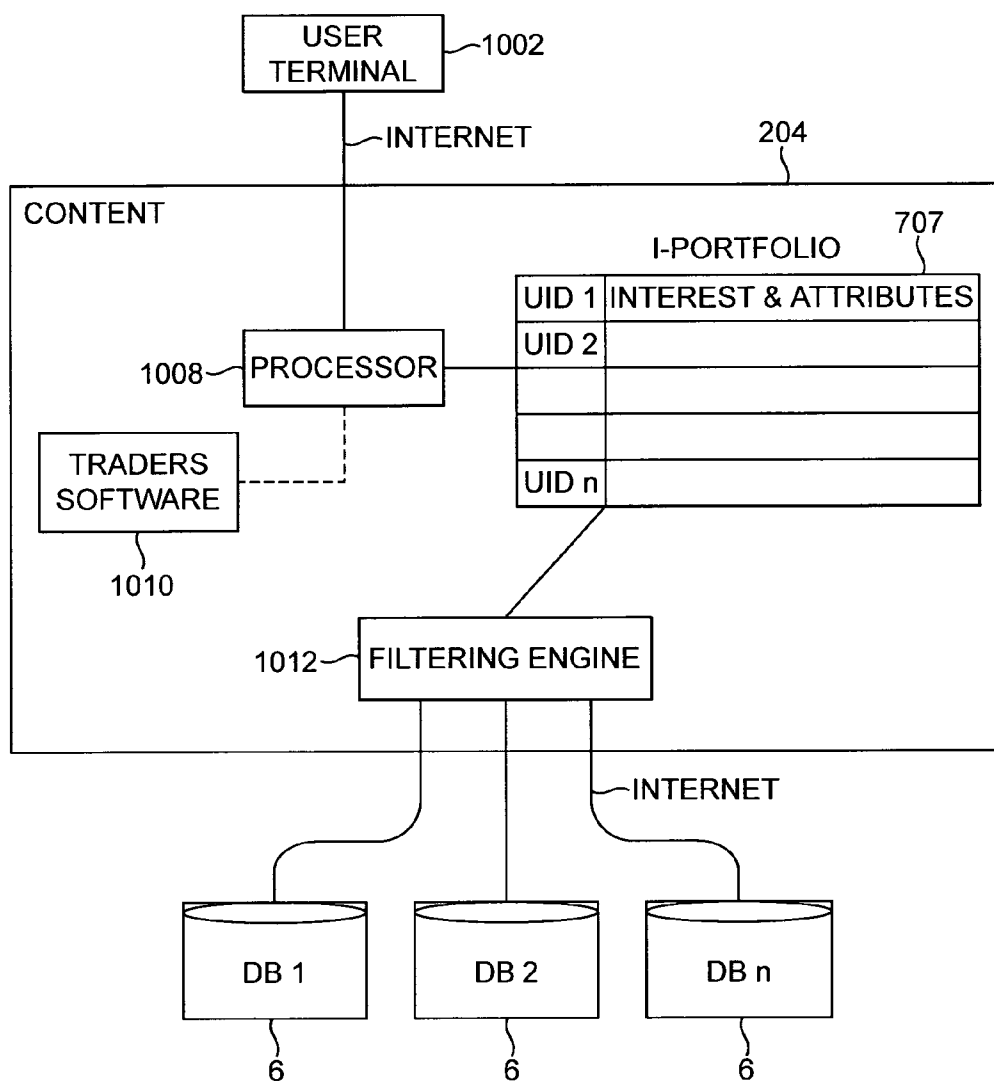 USER
TERMINAL
1002
INTERNET
204
CONTENT
707
I-PORTFOLIO
UID 1 INTEREST & ATTRIBUTES
UID 2
1008
PROCESSOR
TRADERS
SOFTWARE
UID n
1010
1012
FILTERING ENGINE
INTERNET
DB 1
DB 2
DB n
6
6
6